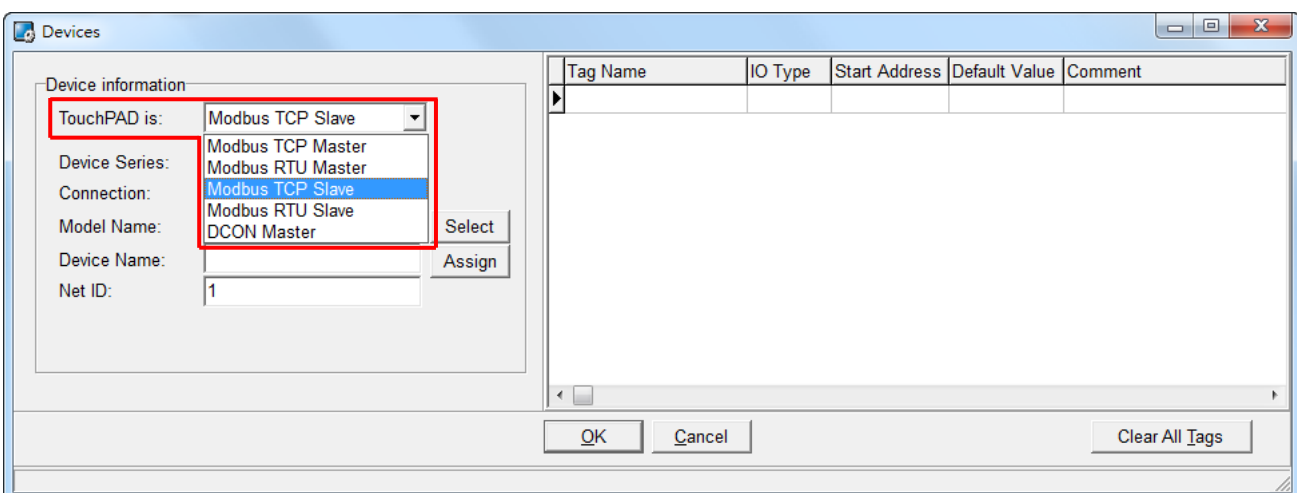 Devices
Device information
TouchPAD is: Modbus TCP Slave
Modbus TCP Master
Device Series: Modbus RTU Master
Connection: Modbus TCP Slave
Modbus RTU Slave
Model Name: DCON Master Select
Device Name: Assign
Net ID: 1
Tag Name IO Type Start Address Default Value Comment
OK Cancel Clear All Tags